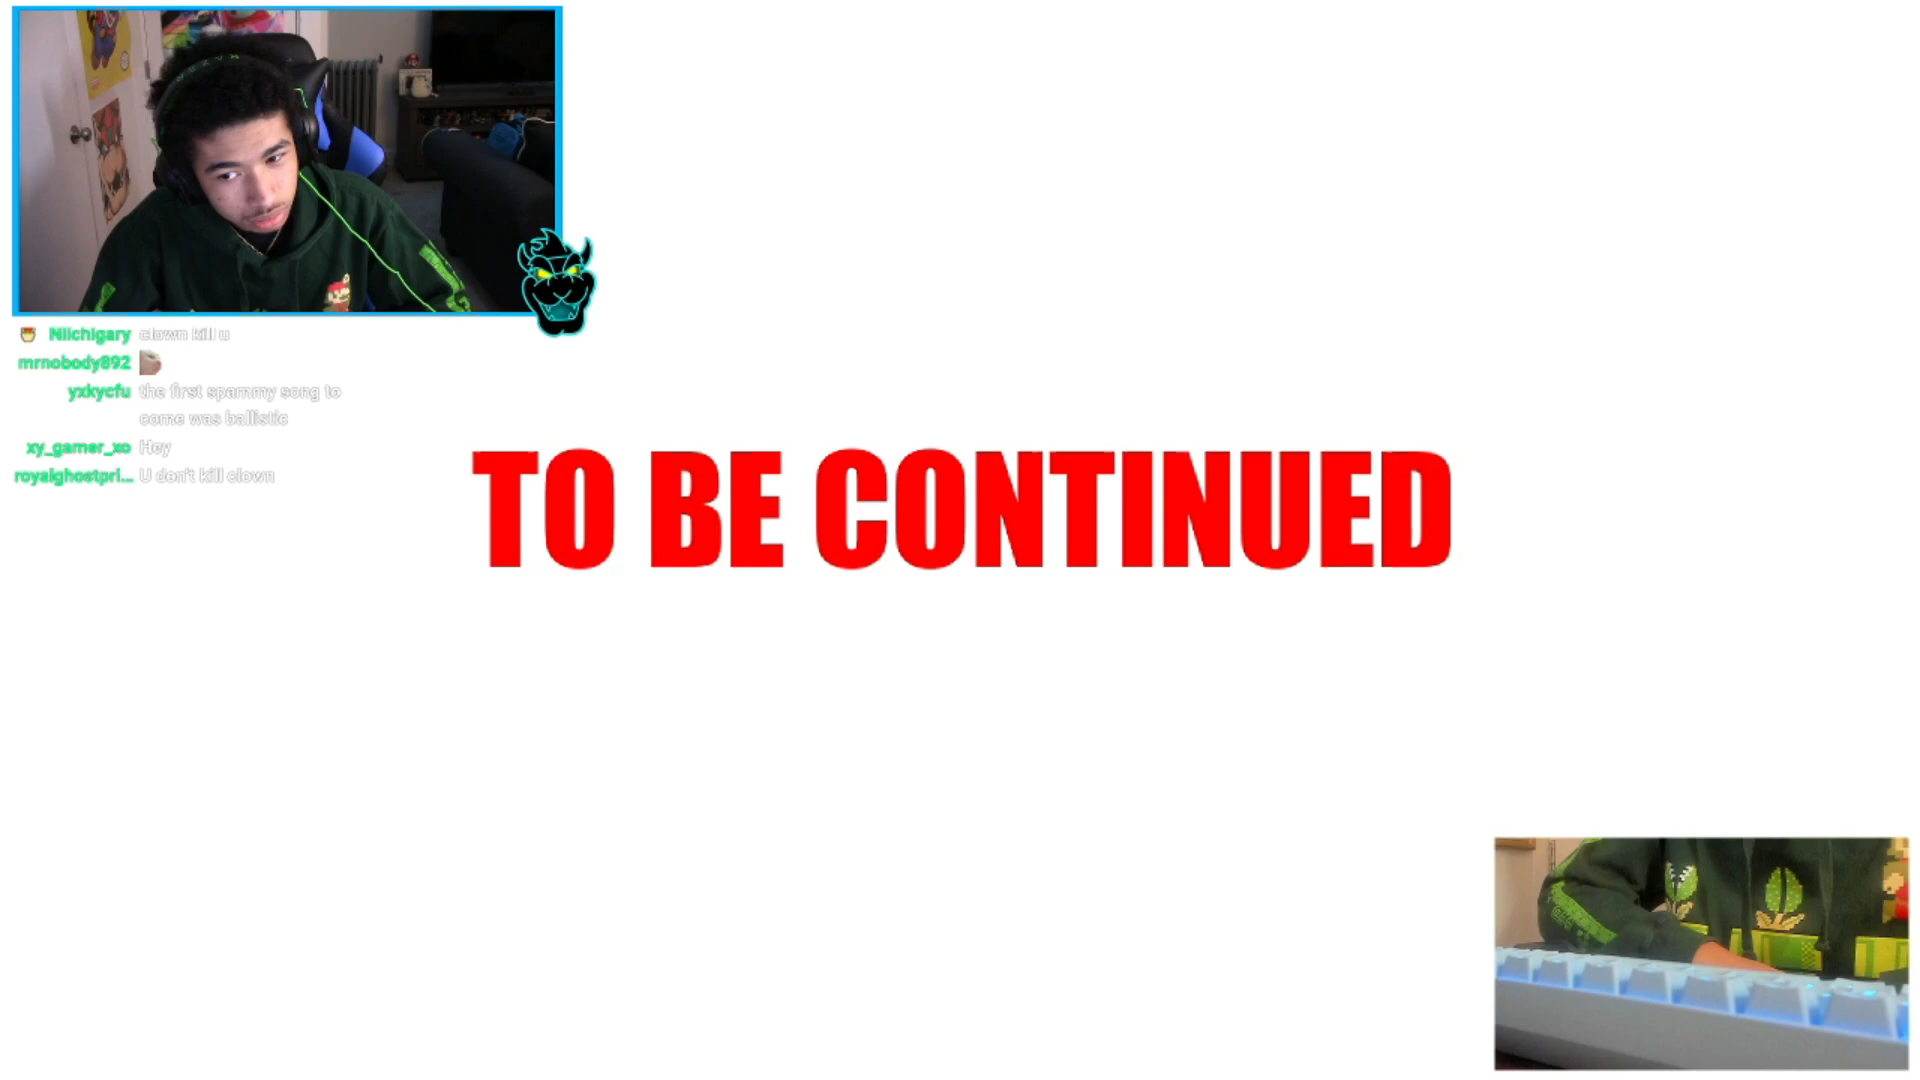 Niichigary clown kill u
mrnobody892
yxkycfu the first spammy song to
come was ballistic
xy_gamer_xo Hey
royalghostpri... U don't kill clown
TO BE CONTINUED